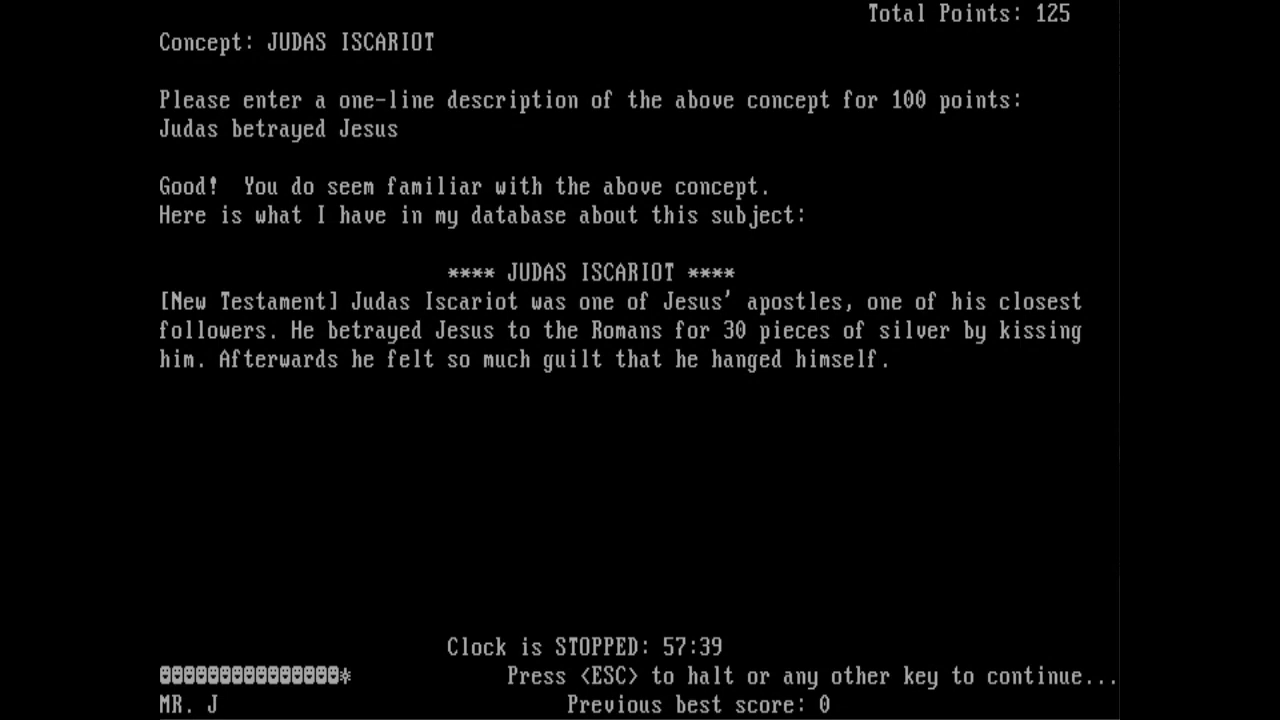 Total Points: 125
Concept: JUDAS ISCARIOT
Please enter a one-line description of the above concept for 100 points:
Judas betrayed Jesus
Good!  You do seem familiar with the above concept.
Here is what I have in my database about this subject:
**** JUDAS ISCARIOT ****
[New Testament] Judas Iscariot was one of Jesus' apostles, one of his closest
followers. He betrayed Jesus to the Romans for 30 pieces of silver by kissing
him. Afterwards he felt so much guilt that he hanged himself.
Clock is STOPPED: 57:39
Press <ESC> to halt or any other key to continue...
MR. J
Previous best score: 0